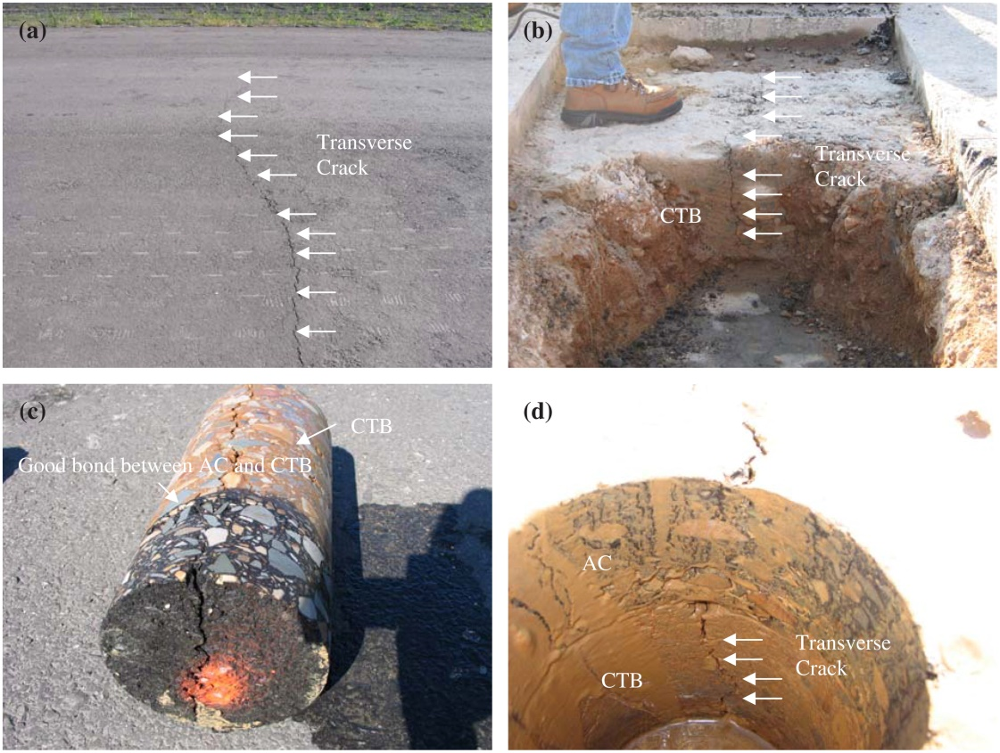 (a)
Transverse
Crack
(b)
Transverse
Crack
CTB
(c)
CTB
Good bond between AC and CTB
(d)
AC
Transverse
Crack
CTB